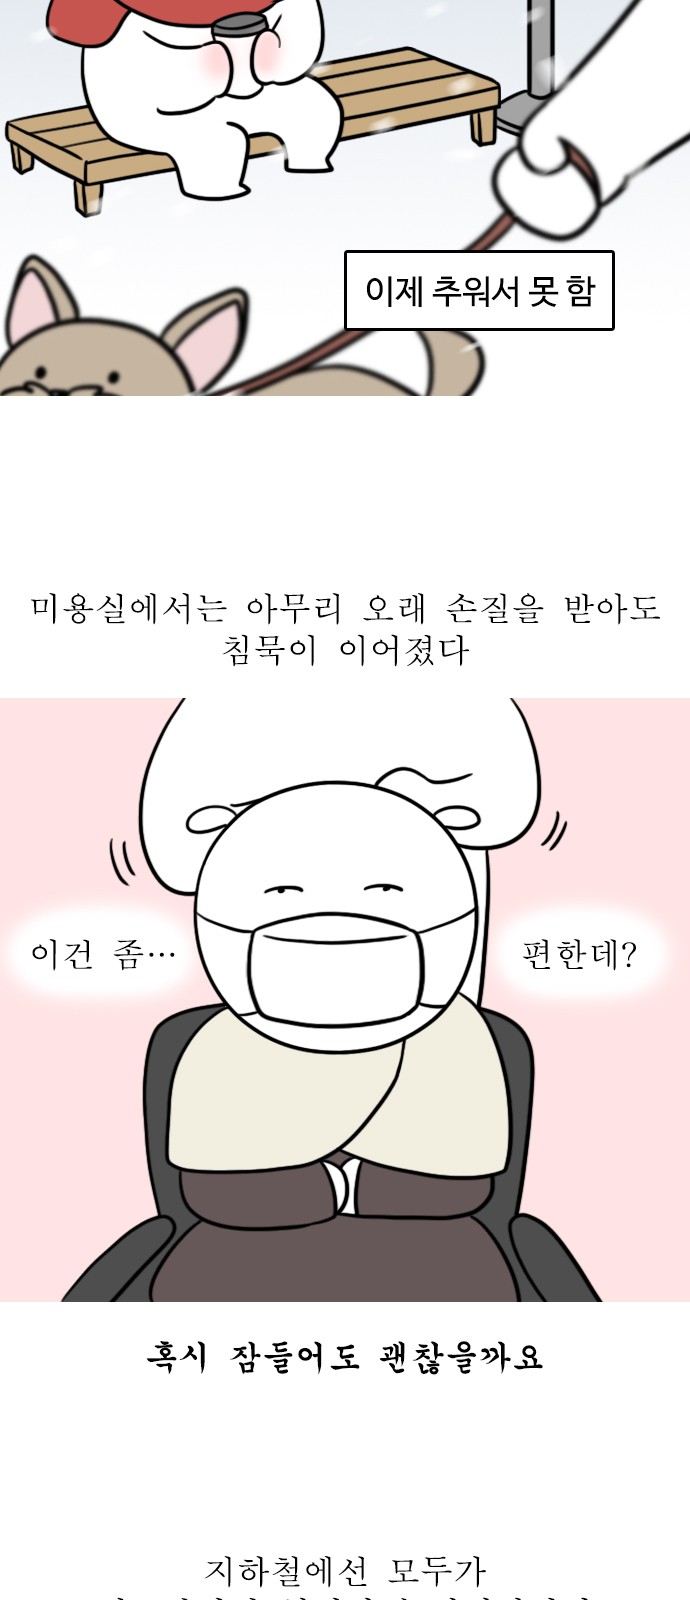 이제 추워서 못 함
미용실에서는 아무리 오래 손질을 받아도
침묵이 이어졌다
이건 좀…
편한데?
혹시 잠들어도 괜찮을까요
지하철에선 모두가